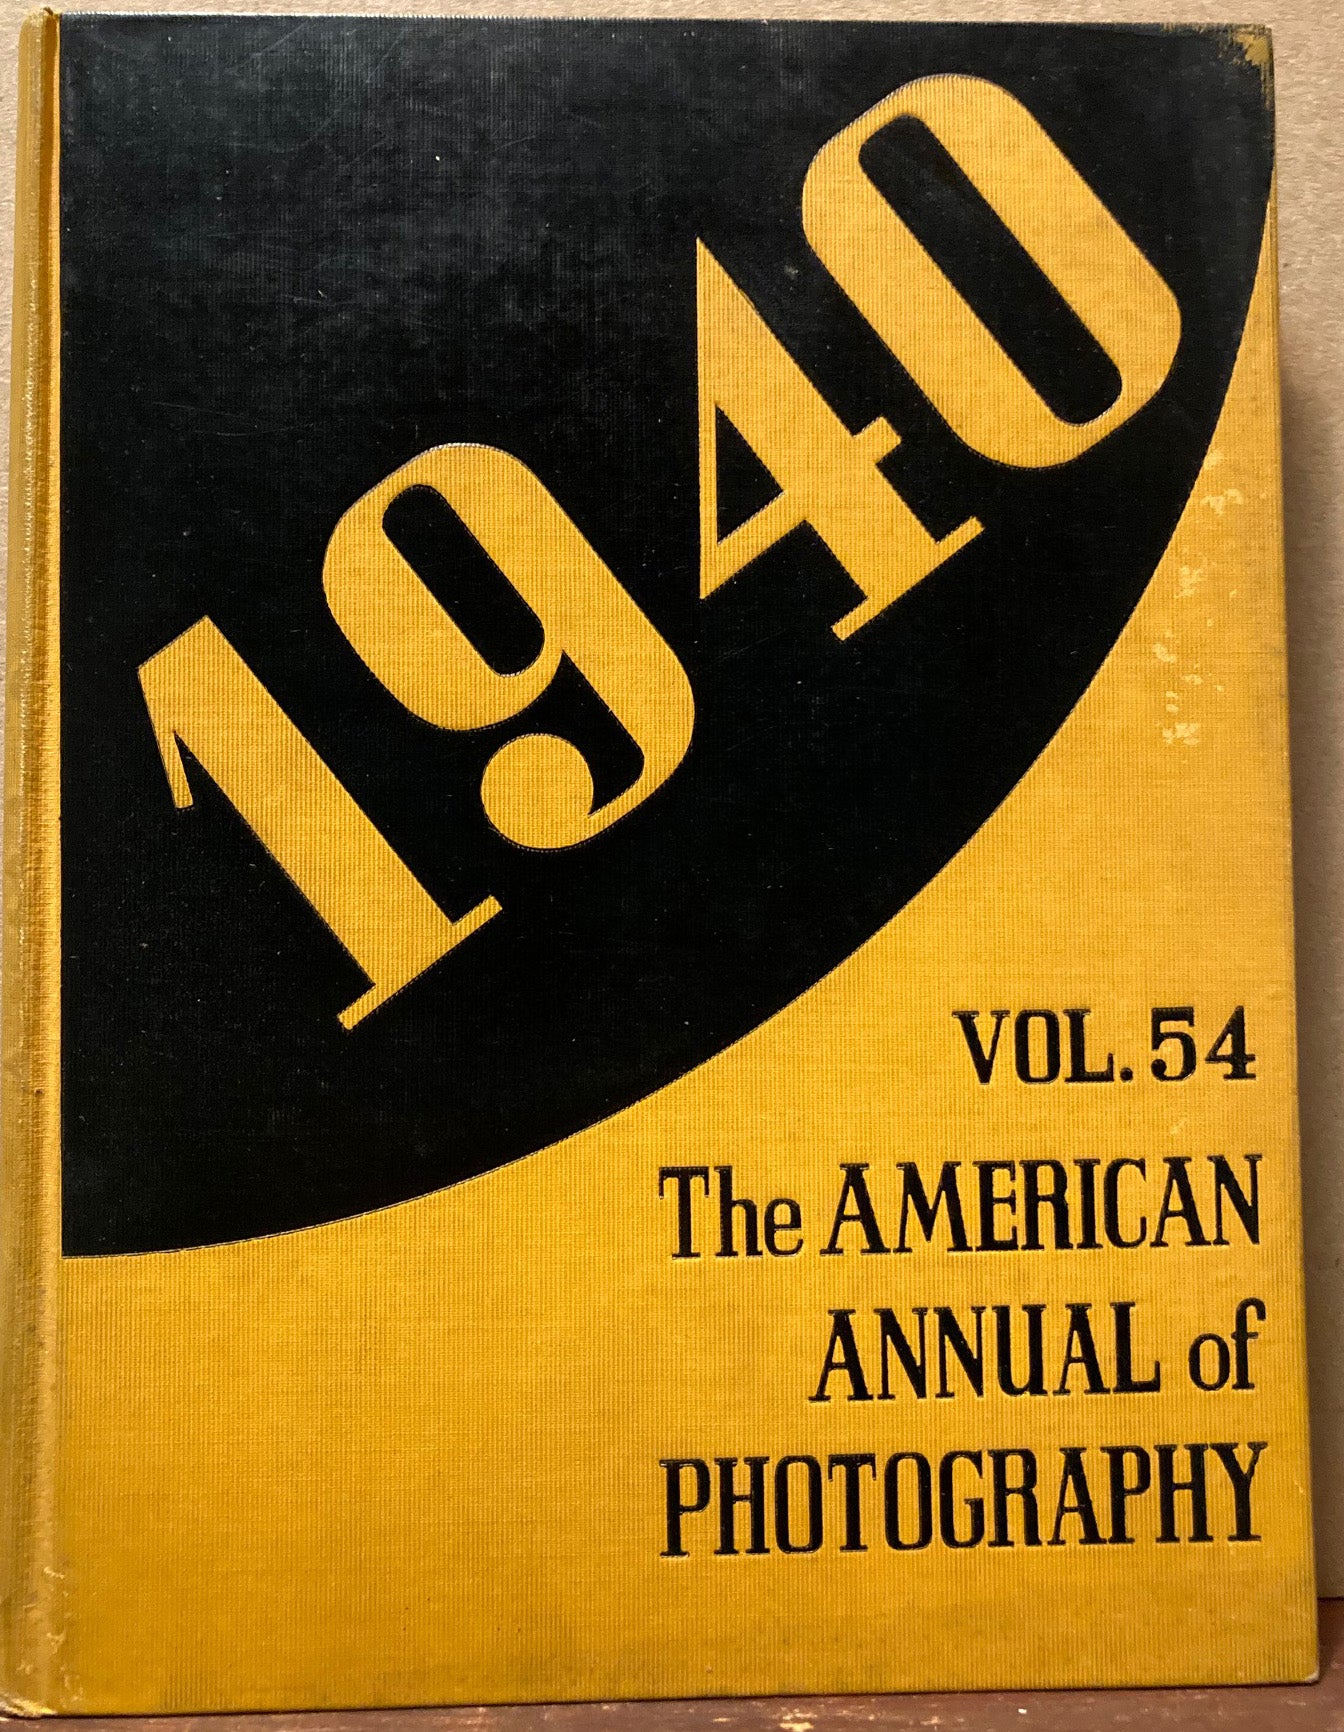 1940
VOL. 54
The AMERICAN
ANNUAL of
PHOTOGRAPHY